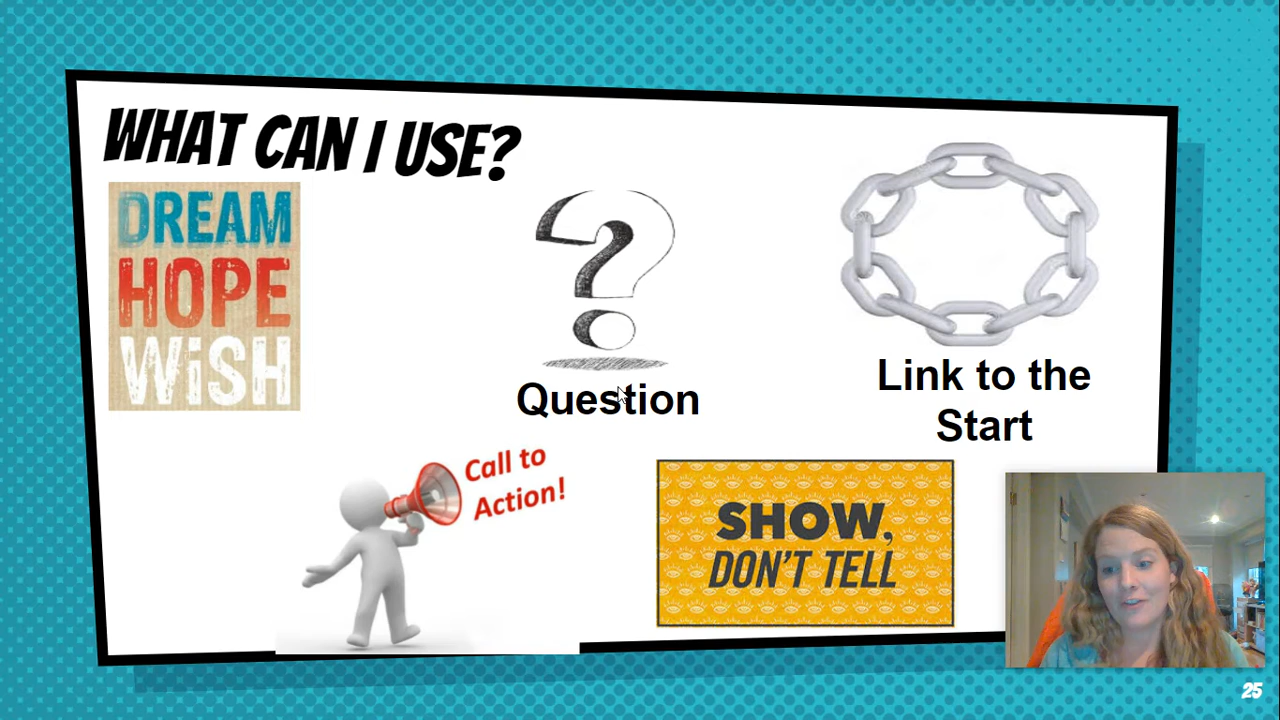 WHAT CAN I USE?
DREAM
HOPE
WiSH
Question
Link to the
Start
Call to
Action!
SHOW,
DON'T TELL
25